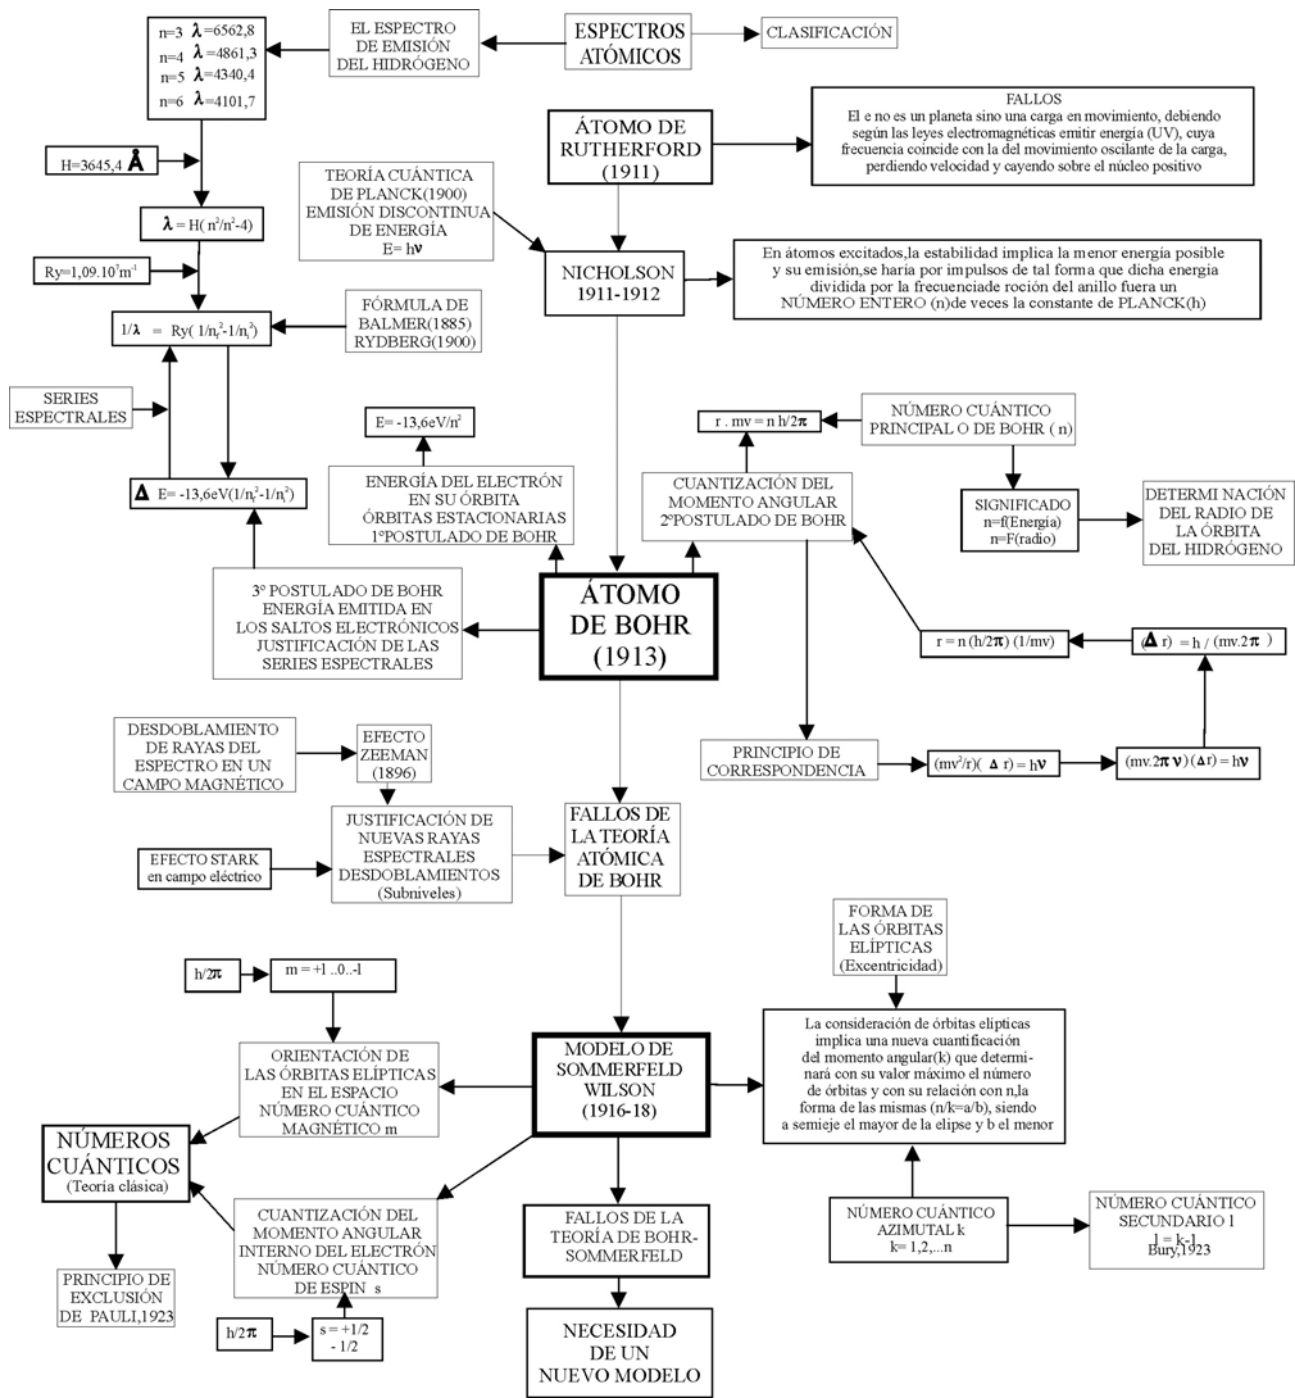 ESPECTROS
ATÓMICOS
CLASIFICACIÓN
EL ESPECTRO
DE EMISIÓN
DEL HIDRÓGENO
n=3 λ=6562,8
n=4 λ=4861,3
n=5 λ=4340,4
n=6 λ=4101,7
H=3645,4 Å
λ = H( n²/n²-4)
Ry=1,09.10⁷m⁻¹
1/λ = Ry( 1/n_f²-1/n_i²)
FÓRMULA DE
BALMER(1885)
RYDBERG(1900)
SERIES
ESPECTRALES
Δ E= -13,6eV(1/n_f²-1/n_i²)
ÁTOMO DE
RUTHERFORD
(1911)
FALLOS
El e no es un planeta sino una carga en movimiento, debiendo
según las leyes electromagnéticas emitir energía (UV), cuya
frecuencia coincide con la del movimiento oscilante de la carga,
perdiendo velocidad y cayendo sobre el núcleo positivo
TEORÍA CUÁNTICA
DE PLANCK(1900)
EMISIÓN DISCONTINUA
DE ENERGÍA
E= hν
NICHOLSON
1911-1912
En átomos excitados,la estabilidad implica la menor energía posible
y su emisión,se haría por impulsos de tal forma que dicha energia
dividida por la frecuenciade roción del anillo fuera un
NÚMERO ENTERO (n)de veces la constante de PLANCK(h)
E= -13,6eV/n²
ENERGÍA DEL ELECTRÓN
EN SU ÓRBITA
ÓRBITAS ESTACIONARIAS
1ºPOSTULADO DE BOHR
r . mv = n h/2π
NÚMERO CUÁNTICO
PRINCIPAL O DE BOHR ( n)
CUANTIZACIÓN DEL
MOMENTO ANGULAR
2ºPOSTULADO DE BOHR
SIGNIFICADO
n=f(Energía)
n=F(radio)
DETERMI NACIÓN
DEL RADIO DE
LA ÓRBITA
DEL HIDRÓGENO
3º POSTULADO DE BOHR
ENERGÍA EMITIDA EN
LOS SALTOS ELECTRÓNICOS
JUSTIFICACIÓN DE LAS
SERIES ESPECTRALES
ÁTOMO
DE BOHR
(1913)
r = n (h/2π) (1/mv)
(Δ r) = h / (mv.2π )
PRINCIPIO DE
CORRESPONDENCIA
(mv²/r)( Δ r) = hν
(mv.2π ν) (Δr) = hν
DESDOBLAMIENTO
DE RAYAS DEL
ESPECTRO EN UN
CAMPO MAGNÉTICO
EFECTO
ZEEMAN
(1896)
JUSTIFICACIÓN DE
NUEVAS RAYAS
ESPECTRALES
DESDOBLAMIENTOS
(Subniveles)
EFECTO STARK
en campo eléctrico
FALLOS DE
LA TEORÍA
ATÓMICA
DE BOHR
FORMA DE
LAS ÓRBITAS
ELÍPTICAS
(Excentricidad)
h/2π
m = +l ..0..-l
ORIENTACIÓN DE
LAS ÓRBITAS ELÍPTICAS
EN EL ESPACIO
NÚMERO CUÁNTICO
MAGNÉTICO m
MODELO DE
SOMMERFELD
WILSON
(1916-18)
La consideración de órbitas elípticas
implica una nueva cuantificación
del momento angular(k) que determi-
nará con su valor máximo el número
de órbitas y con su relación con n,la
forma de las mismas (n/k=a/b), siendo
a semieje el mayor de la elipse y b el menor
NÚMEROS
CUÁNTICOS
(Teoría clásica)
CUANTIZACIÓN DEL
MOMENTO ANGULAR
INTERNO DEL ELECTRÓN
NÚMERO CUÁNTICO
DE ESPIN s
FALLOS DE LA
TEORÍA DE BOHR-
SOMMERFELD
NÚMERO CUÁNTICO
AZIMUTAL k
k= 1,2,...n
NÚMERO CUÁNTICO
SECUNDARIO l
l = k-1
Bury,1923
PRINCIPIO DE
EXCLUSIÓN
DE PAULI,1923
h/2π
s = +1/2
- 1/2
NECESIDAD
DE UN
NUEVO MODELO